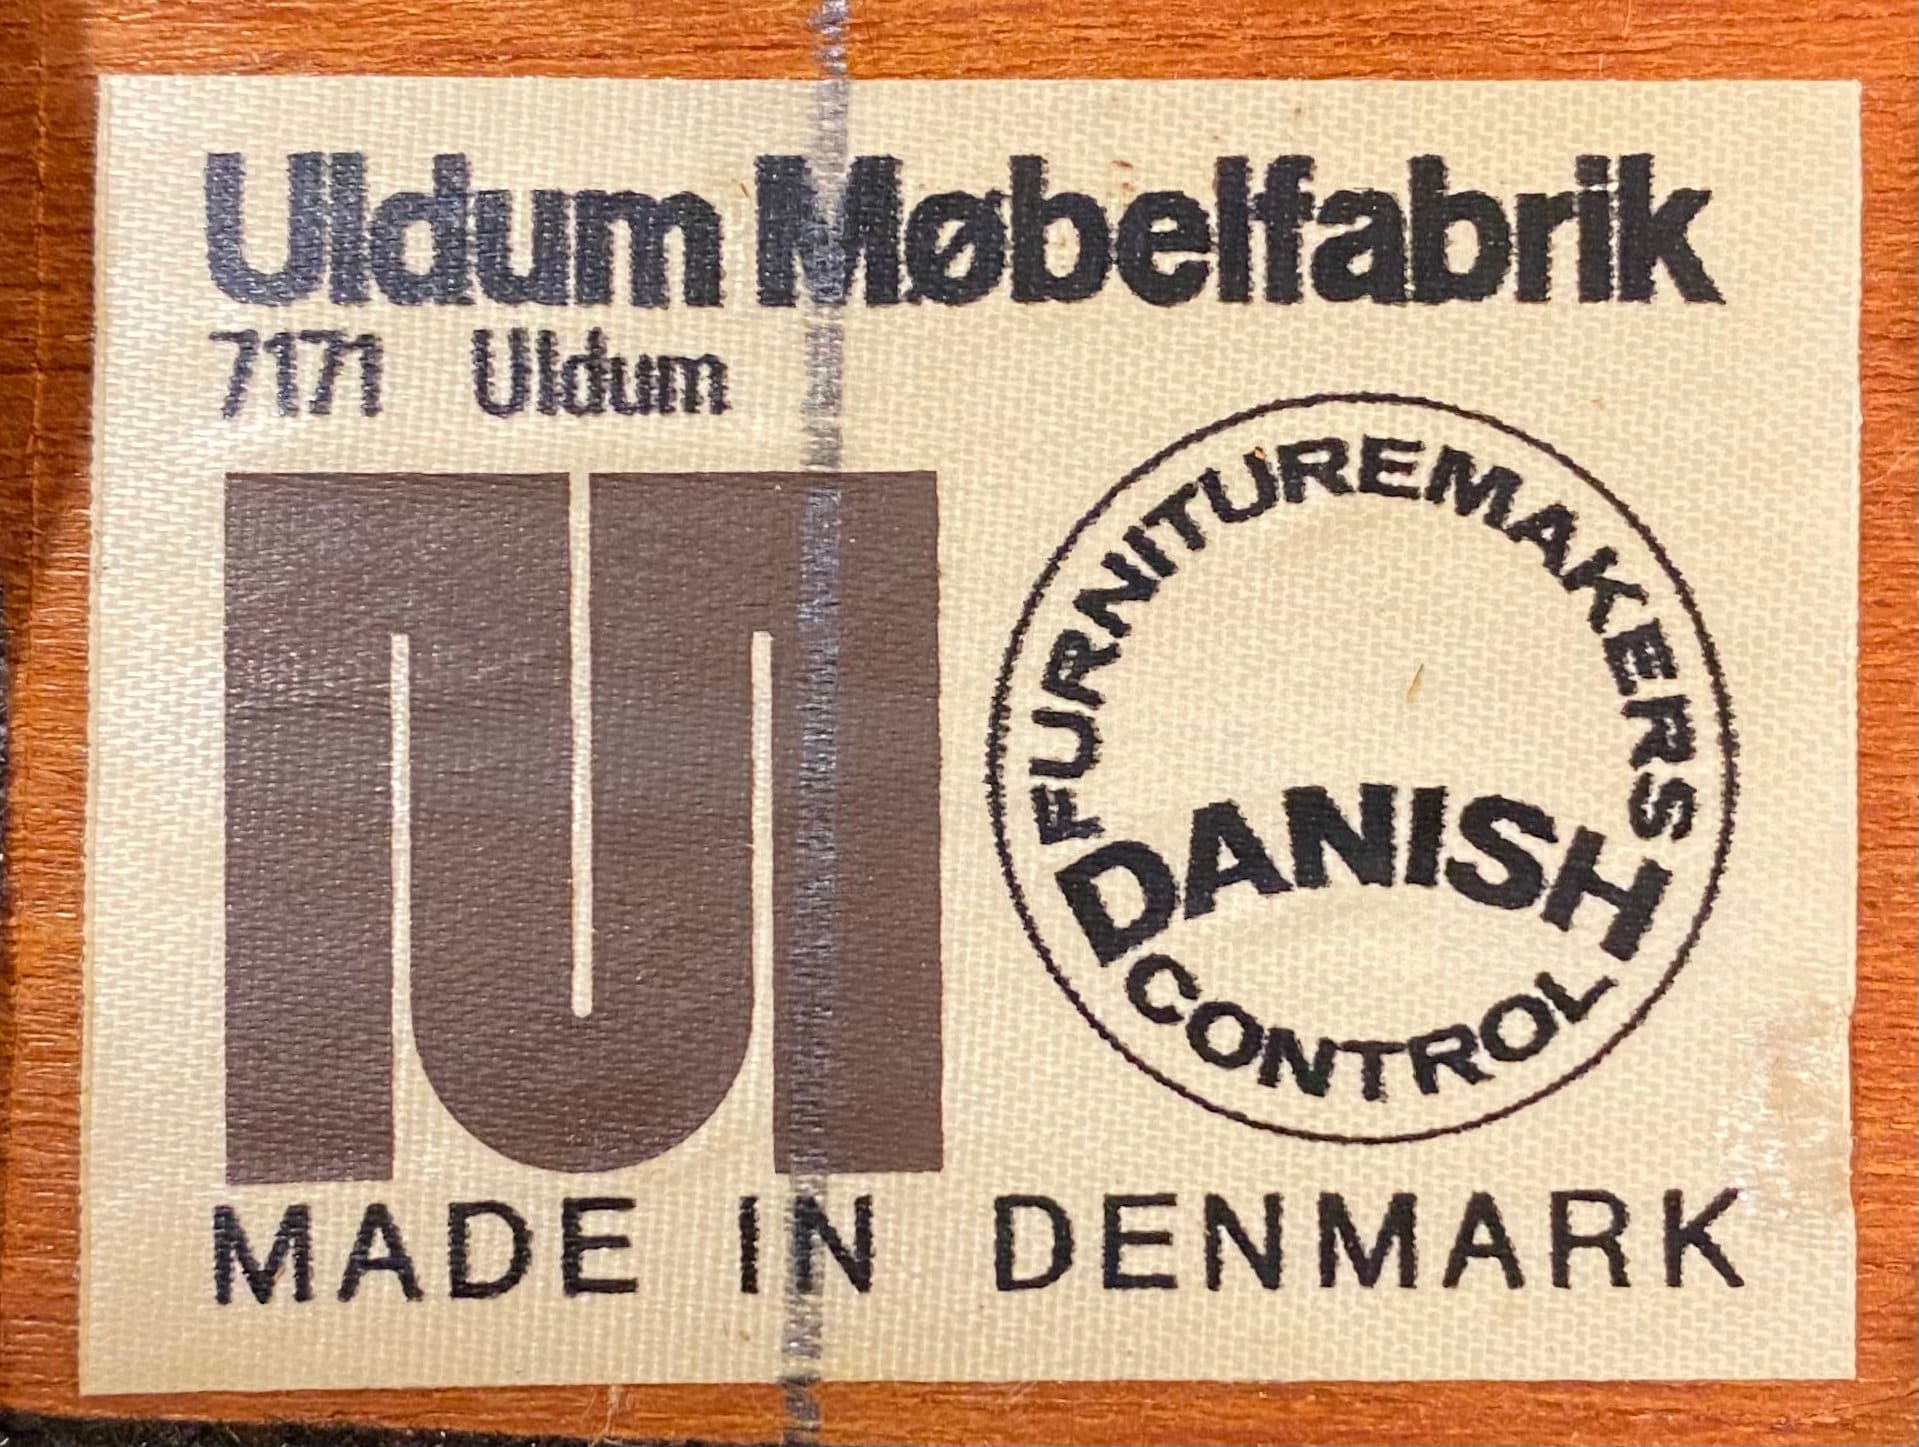 Uldum Møbelfabrik
7171 Uldum
FURNITUREMAKERS
DANISH
CONTROL
MADE IN DENMARK